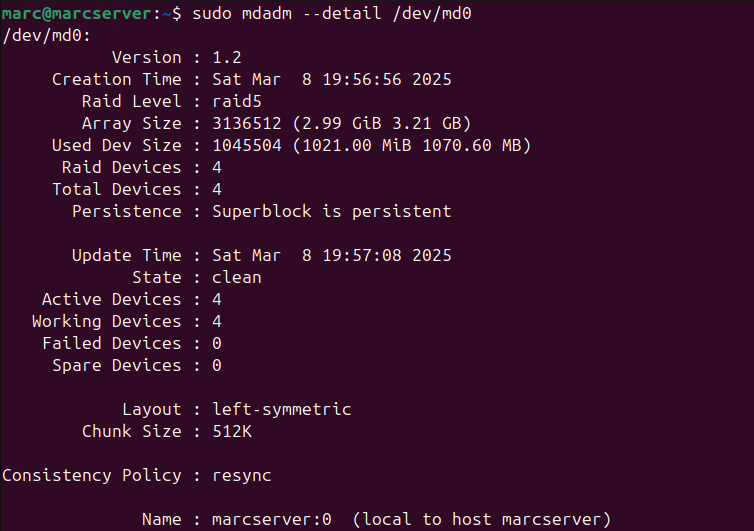 marc@marcserver:~$ sudo mdadm --detail /dev/md0
/dev/md0:
Version : 1.2
Creation Time : Sat Mar  8 19:56:56 2025
Raid Level : raid5
Array Size : 3136512 (2.99 GiB 3.21 GB)
Used Dev Size : 1045504 (1021.00 MiB 1070.60 MB)
Raid Devices : 4
Total Devices : 4
Persistence : Superblock is persistent
Update Time : Sat Mar  8 19:57:08 2025
State : clean
Active Devices : 4
Working Devices : 4
Failed Devices : 0
Spare Devices : 0
Layout : left-symmetric
Chunk Size : 512K
Consistency Policy : resync
Name : marcserver:0  (local to host marcserver)